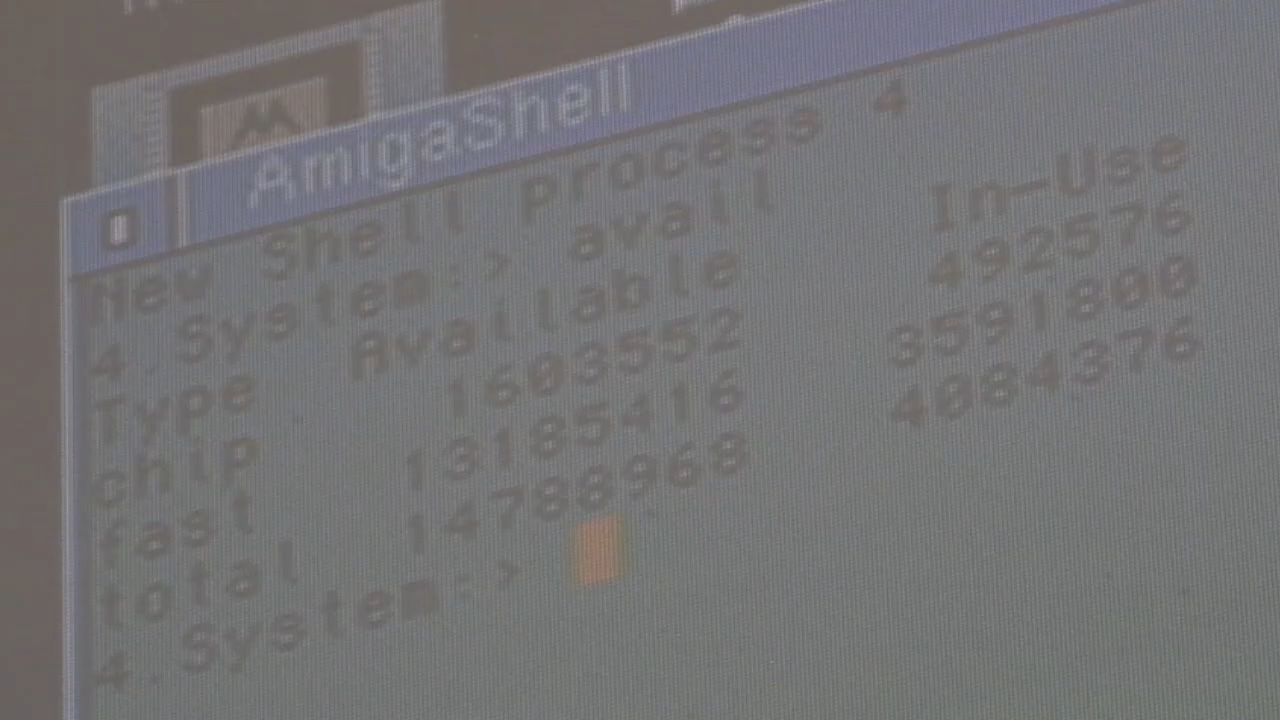 AmigaShell
New Shell process 4
4.System:> avail
Type Available In-Use
chip 1603552 492576
fast 13185416 3591800
total 14788968 4084376
4.System:>